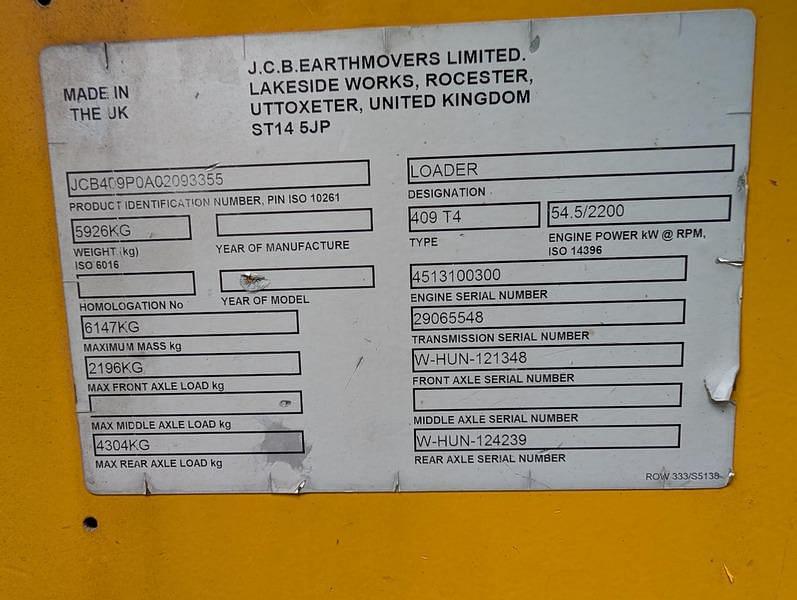 MADE IN
THE UK
J.C.B.EARTHMOVERS LIMITED.
LAKESIDE WORKS, ROCESTER,
UTTOXETER, UNITED KINGDOM
ST14 5JP
JCB409P0A02093355
PRODUCT IDENTIFICATION NUMBER, PIN ISO 10261
5926KG
WEIGHT (kg)
ISO 6016
YEAR OF MANUFACTURE
HOMOLOGATION No
YEAR OF MODEL
6147KG
MAXIMUM MASS kg
2196KG
MAX FRONT AXLE LOAD kg
MAX MIDDLE AXLE LOAD kg
4304KG
MAX REAR AXLE LOAD kg
LOADER
DESIGNATION
409 T4
TYPE
54.5/2200
ENGINE POWER kW @ RPM,
ISO 14396
4513100300
ENGINE SERIAL NUMBER
29065548
TRANSMISSION SERIAL NUMBER
W-HUN-121348
FRONT AXLE SERIAL NUMBER
MIDDLE AXLE SERIAL NUMBER
W-HUN-124239
REAR AXLE SERIAL NUMBER
ROW 333/S5138